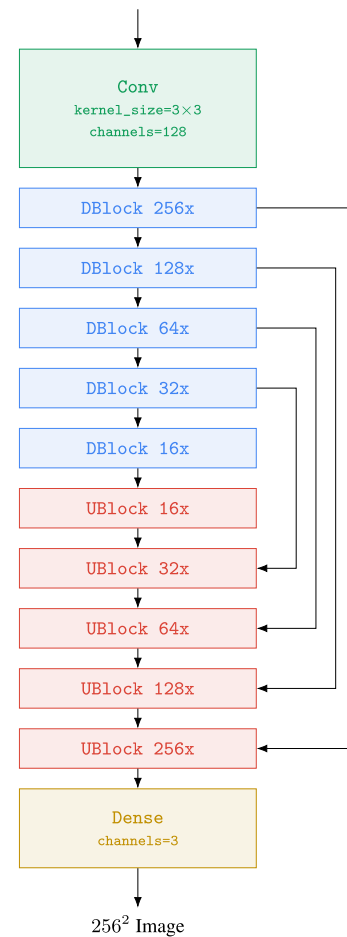 Conv
kernel_size=3×3
channels=128
DBlock 256x
DBlock 128x
DBlock 64x
DBlock 32x
DBlock 16x
UBlock 16x
UBlock 32x
UBlock 64x
UBlock 128x
UBlock 256x
Dense
channels=3
256² Image